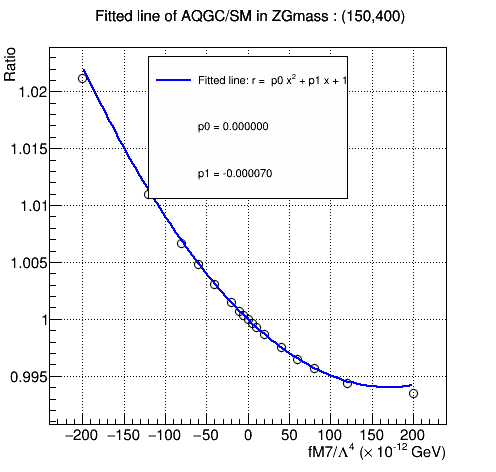 Fitted line of AQGC/SM in ZGmass : (150,400)
Ratio
Fitted line: r = p0 x² + p1 x + 1
p0 = 0.000000
p1 = -0.000070
1.02
1.015
1.01
1.005
1
0.995
−200 −150 −100 −50 0 50 100 150 200
fM7/Λ⁴ (× 10⁻¹² GeV)